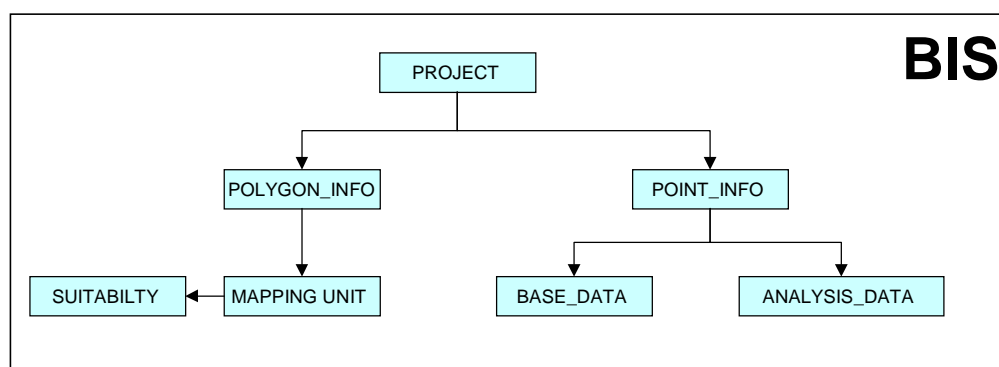 BIS
PROJECT
POLYGON_INFO
POINT_INFO
SUITABILTY
MAPPING UNIT
BASE_DATA
ANALYSIS_DATA